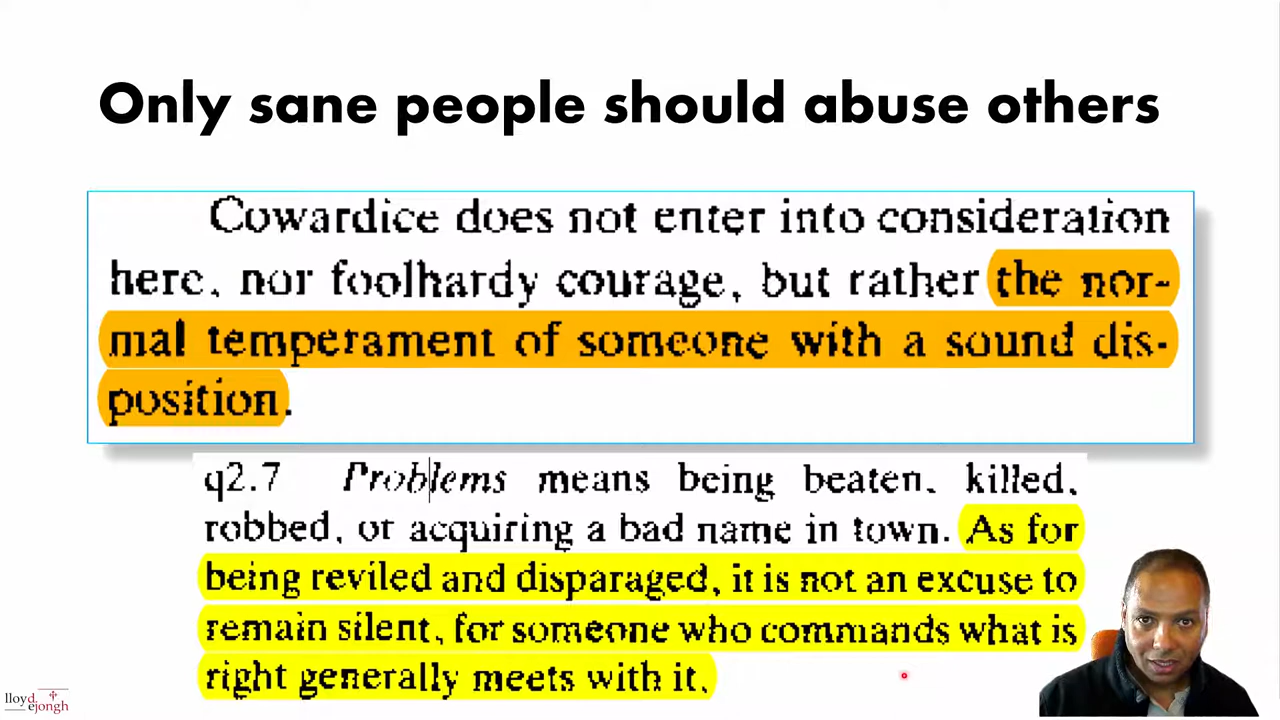 Only sane people should abuse others
Cowardice does not enter into consideration
here, nor foolhardy courage, but rather the nor-
mal temperament of someone with a sound dis-
position.
q2.7 Problems means being beaten, killed,
robbed, or acquiring a bad name in town. As for
being reviled and disparaged, it is not an excuse to
remain silent, for someone who commands what is
right generally meets with it.
lloyd
ejongh